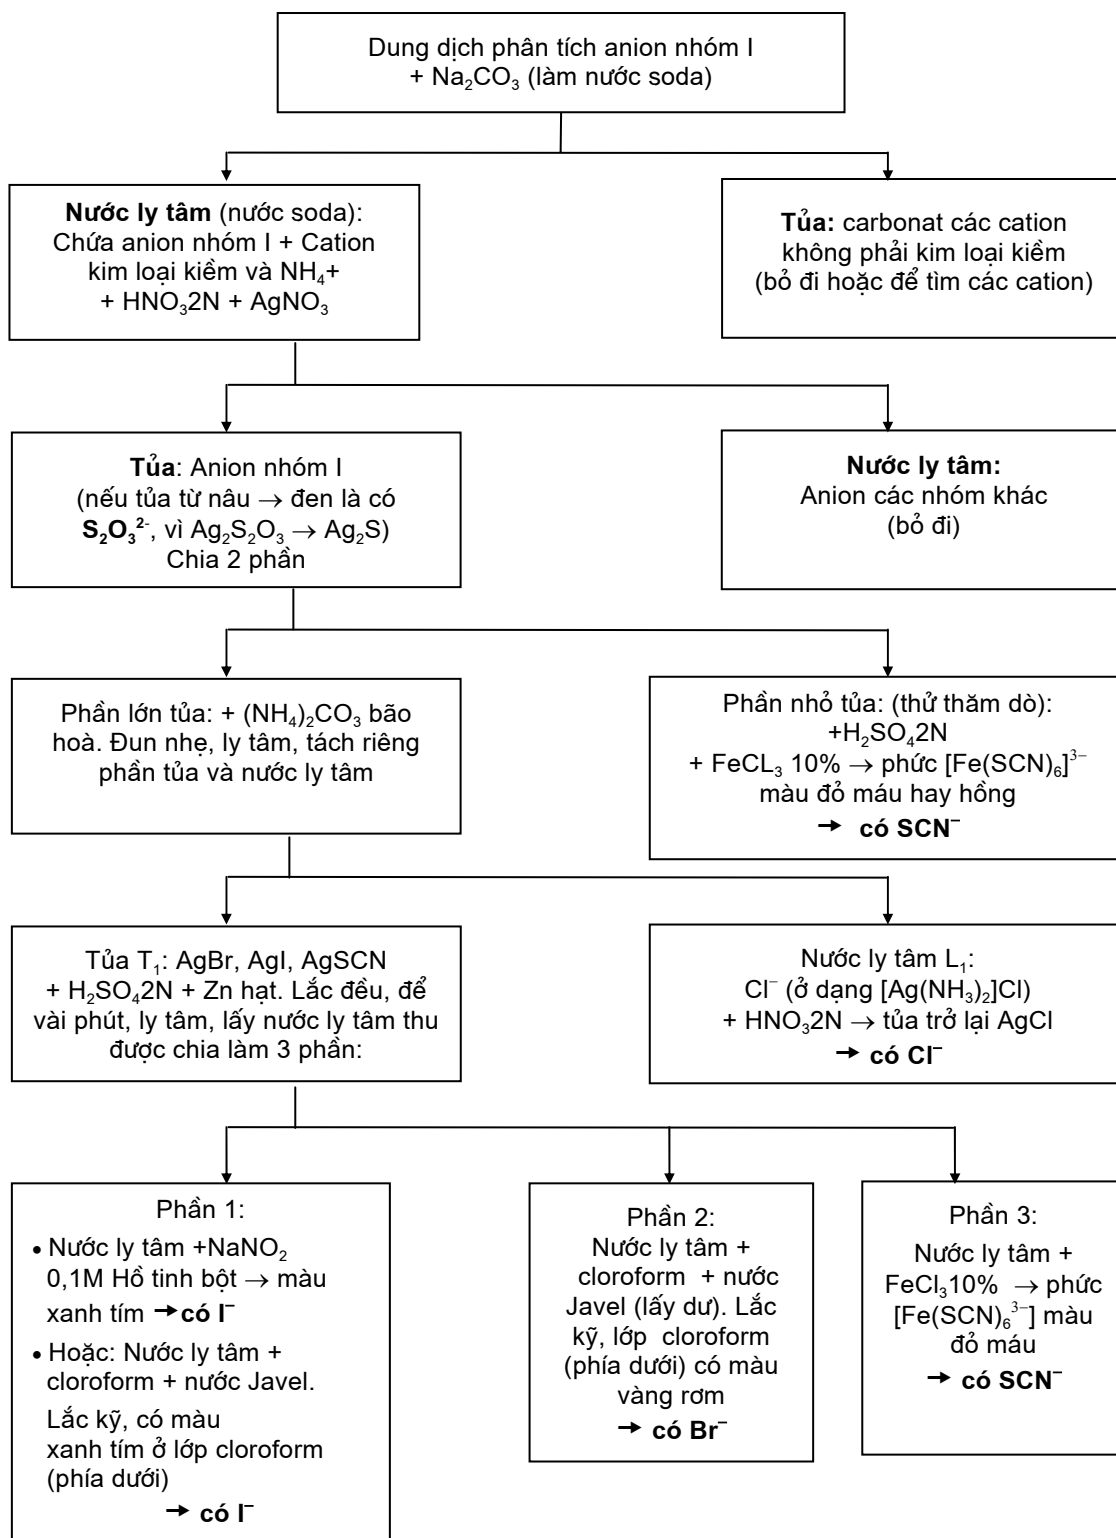 Dung dịch phân tích anion nhóm I
+ Na₂CO₃ (làm nước soda)
Nước ly tâm (nước soda):
Chứa anion nhóm I + Cation
kim loại kiềm và NH₄+
+ HNO₃2N + AgNO₃
Tủa: carbonat các cation
không phải kim loại kiềm
(bỏ đi hoặc để tìm các cation)
Tủa: Anion nhóm I
(nếu tủa từ nâu → đen là có
S₂O₃²⁻, vì Ag₂S₂O₃ → Ag₂S)
Chia 2 phần
Nước ly tâm:
Anion các nhóm khác
(bỏ đi)
Phần lớn tủa: + (NH₄)₂CO₃ bão
hoà. Đun nhẹ, ly tâm, tách riêng
phần tủa và nước ly tâm
Phần nhỏ tủa: (thử thăm dò):
+H₂SO₄2N
+ FeCL₃ 10% → phức [Fe(SCN)₆]³⁻
màu đỏ máu hay hồng
→ có SCN⁻
Tủa T₁: AgBr, AgI, AgSCN
+ H₂SO₄2N + Zn hạt. Lắc đều, để
vài phút, ly tâm, lấy nước ly tâm thu
được chia làm 3 phần:
Nước ly tâm L₁:
Cl⁻ (ở dạng [Ag(NH₃)₂]Cl)
+ HNO₃2N → tủa trở lại AgCl
→ có Cl⁻
Phần 1:
• Nước ly tâm +NaNO₂
0,1M Hồ tinh bột → màu
xanh tím → có I⁻
• Hoặc: Nước ly tâm +
cloroform + nước Javel.
Lắc kỹ, có màu
xanh tím ở lớp cloroform
(phía dưới)
→ có I⁻
Phần 2:
Nước ly tâm +
cloroform + nước
Javel (lấy dư). Lắc
kỹ, lớp cloroform
(phía dưới) có màu
vàng rơm
→ có Br⁻
Phần 3:
Nước ly tâm +
FeCl₃10% → phức
[Fe(SCN)₆³⁻] màu
đỏ máu
→ có SCN⁻